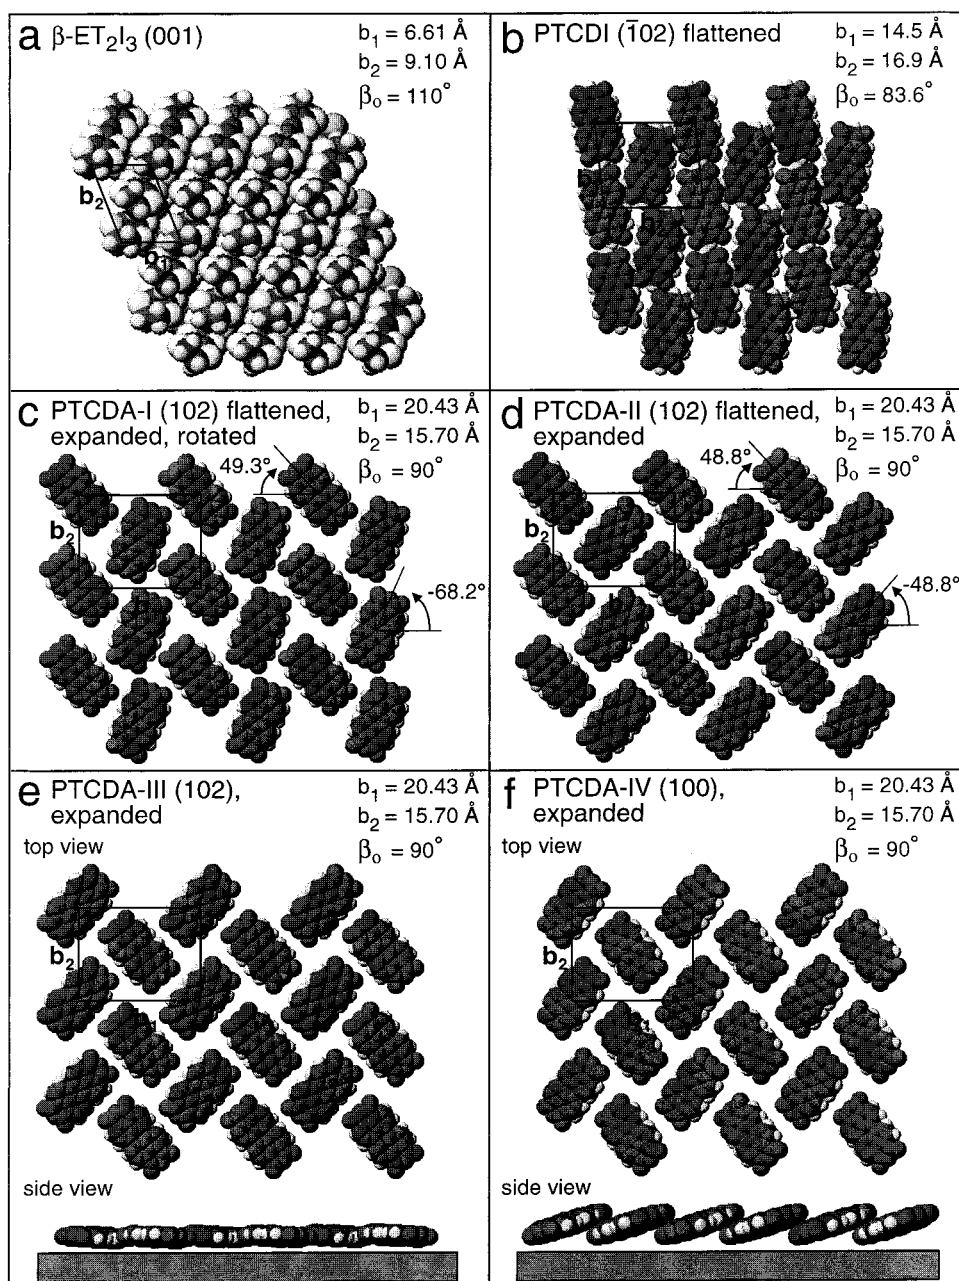 a β-ET₂I₃ (001)
b₁ = 6.61 Å
b₂ = 9.10 Å
βₒ = 110°
b₂
b PTCDI (1̅02) flattened
b₁ = 14.5 Å
b₂ = 16.9 Å
βₒ = 83.6°
c PTCDA-I (102) flattened,
expanded, rotated
b₁ = 20.43 Å
b₂ = 15.70 Å
βₒ = 90°
49.3°
b₂
-68.2°
d PTCDA-II (102) flattened,
expanded
b₁ = 20.43 Å
b₂ = 15.70 Å
βₒ = 90°
48.8°
b₂
-48.8°
e PTCDA-III (102),
expanded
b₁ = 20.43 Å
b₂ = 15.70 Å
βₒ = 90°
top view
b₂
side view
f PTCDA-IV (100),
expanded
b₁ = 20.43 Å
b₂ = 15.70 Å
βₒ = 90°
top view
b₂
side view